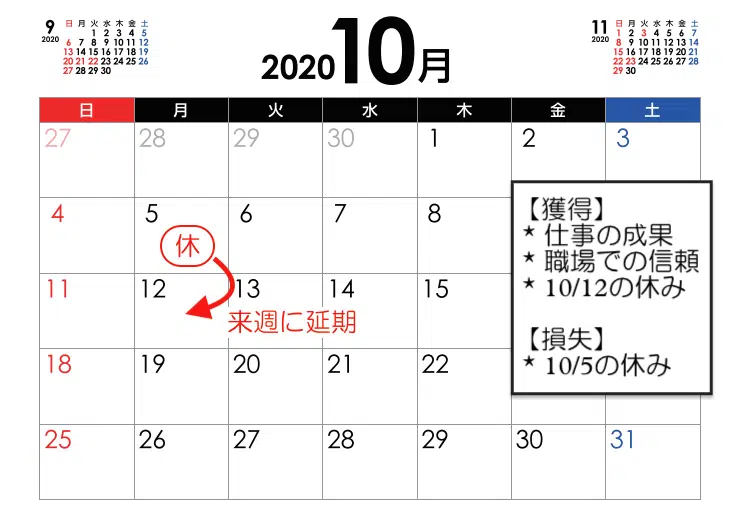 9
2020
日 月 火 水 木 金 土
1 2 3 4 5
6 7 8 9 10 11 12
13 14 15 16 17 18 19
20 21 22 23 24 25 26
27 28 29 30
2020 10月
11
2020
日 月 火 水 木 金 土
1 2 3 4 5 6 7
8 9 10 11 12 13 14
15 16 17 18 19 20 21
22 23 24 25 26 27 28
29 30
日 月 火 水 木 金 土
27 28 29 30 1 2 3
4 5 6 7 8
休
11 12 13 14 15
来週に延期
18 19 20 21 22
25 26 27 28 29 30 31
【獲得】
* 仕事の成果
* 職場での信頼
* 10/12の休み
【損失】
* 10/5の休み